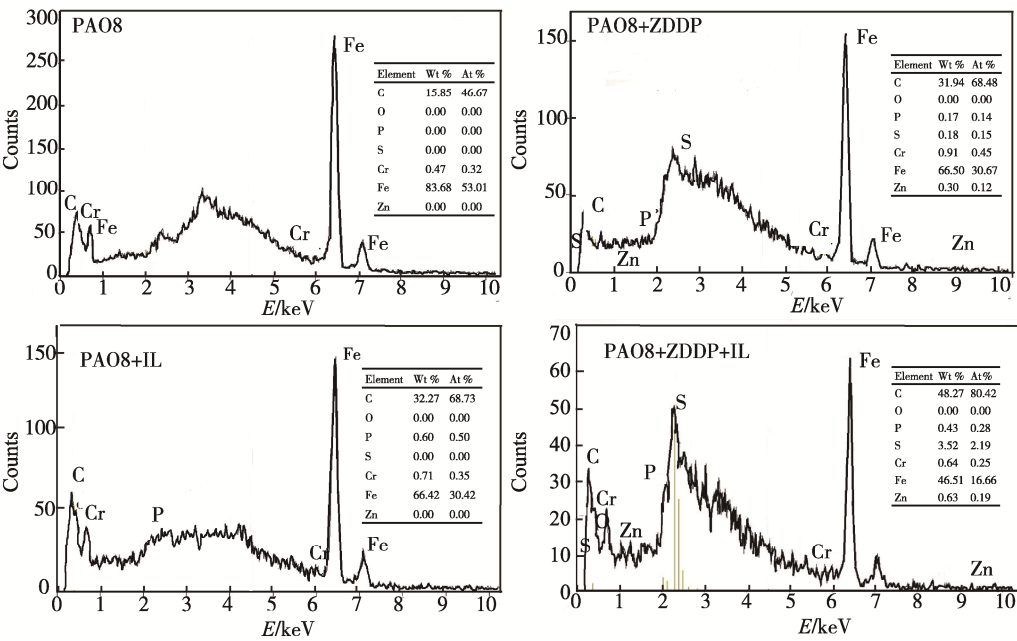 PAO8
Counts
300
250
200
150
100
50
0
C
Cr
Fe
Cr
Fe
Fe
Element Wt % At %
C 15.85 46.67
O 0.00 0.00
P 0.00 0.00
S 0.00 0.00
Cr 0.47 0.32
Fe 83.68 53.01
Zn 0.00 0.00
0 1 2 3 4 5 6 7 8 9 10
E/keV
PAO8+ZDDP
Counts
150
100
50
0
S
C
Zn
P
S
Cr
Fe
Fe
Zn
Element Wt % At %
C 31.94 68.48
O 0.00 0.00
P 0.17 0.14
S 0.18 0.15
Cr 0.91 0.45
Fe 66.50 30.67
Zn 0.30 0.12
0 1 2 3 4 5 6 7 8 9 10
E/keV
PAO8+IL
Counts
150
100
50
0
C
Cr
P
Cr
Fe
Fe
Element Wt % At %
C 32.27 68.73
O 0.00 0.00
P 0.60 0.50
S 0.00 0.00
Cr 0.71 0.35
Fe 66.42 30.42
Zn 0.00 0.00
0 1 2 3 4 5 6 7 8 9 10
E/keV
PAO8+ZDDP+IL
Counts
70
60
50
40
30
20
10
0
C
Cr
O
S
Zn
P
S
Cr
Fe
Zn
Element Wt % At %
C 48.27 80.42
O 0.00 0.00
P 0.43 0.28
S 3.52 2.19
Cr 0.64 0.25
Fe 46.51 16.66
Zn 0.63 0.19
0 1 2 3 4 5 6 7 8 9 10
E/keV